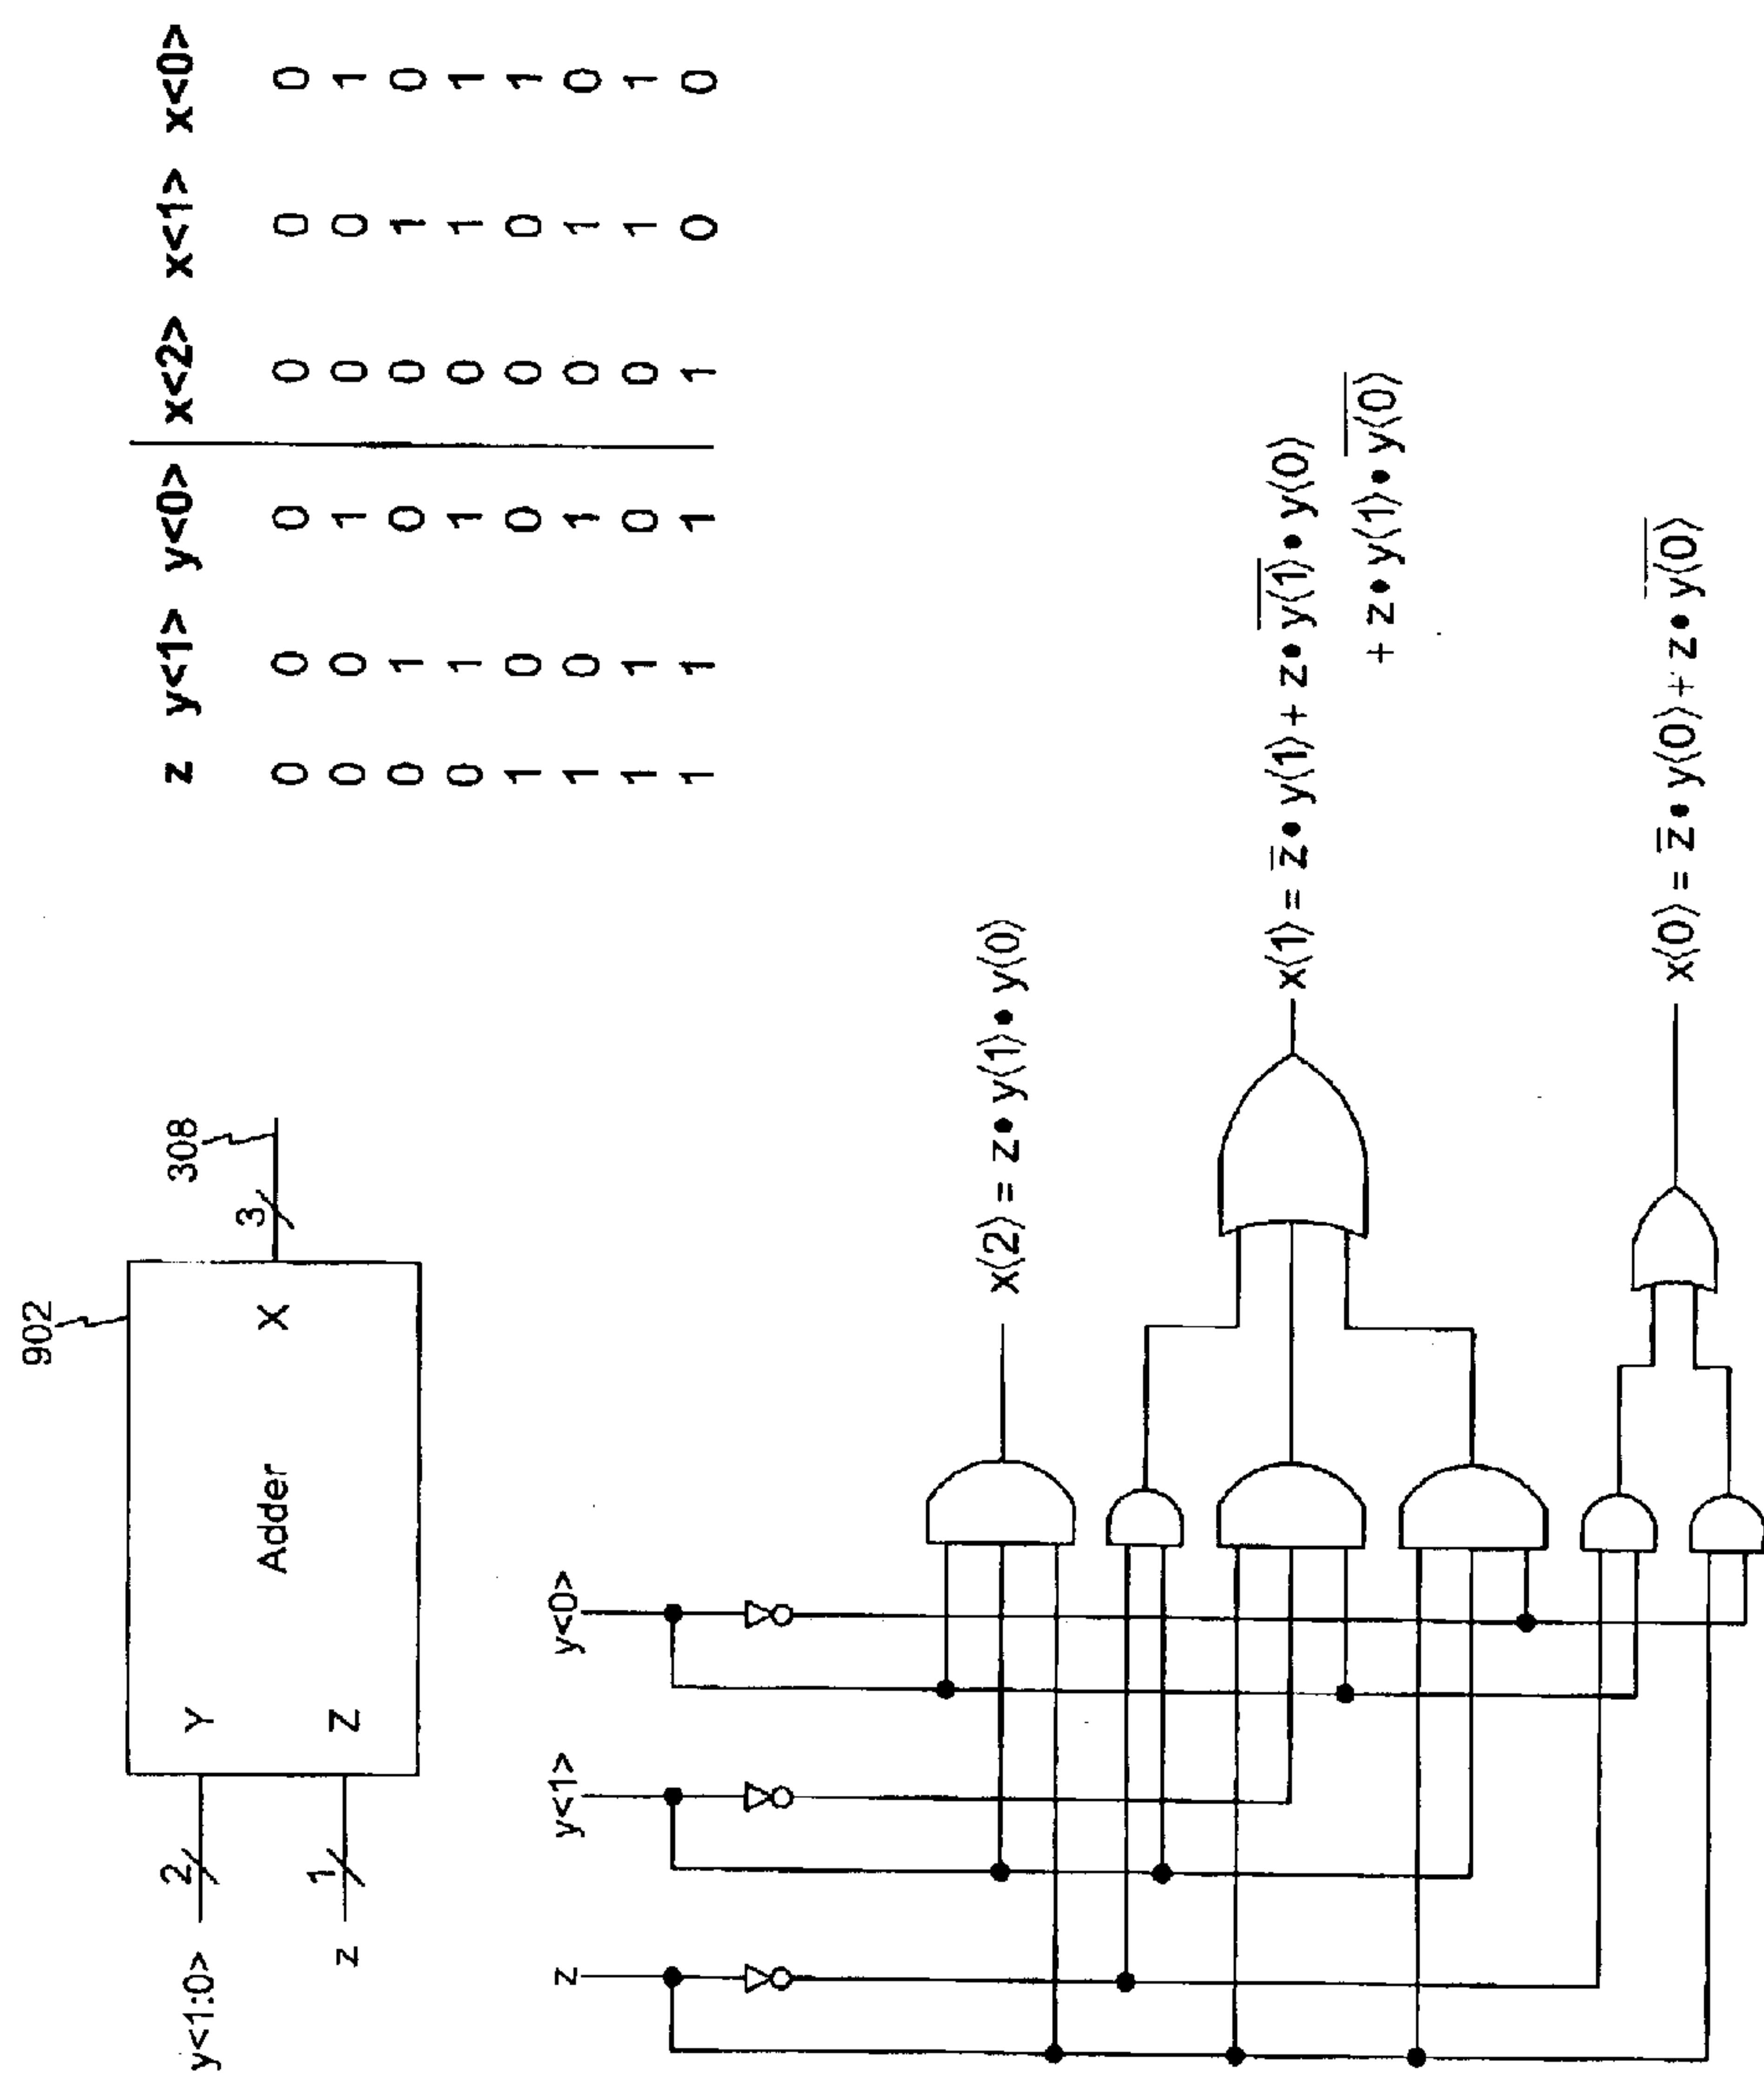 902
y<1:0>
2
Y
Adder
X
3
308
z
1
Z
z y<1> y<0> x<2> x<1> x<0>
0 0 0 0 0 0
0 0 1 0 0 1
0 1 0 0 1 0
0 1 1 0 1 1
1 0 0 0 0 1
1 0 1 0 1 0
1 1 0 0 1 1
1 1 1 1 0 0
z y<1> y<0>
x⟨2⟩ = z • y⟨1⟩ • y⟨0⟩
x⟨1⟩ = z̅ • y⟨1⟩ + z • y⟨1̅⟩ • y⟨0⟩
+ z • y⟨1⟩ • y⟨0̅⟩
x⟨0⟩ = z̅ • y⟨0⟩ + z • y⟨0̅⟩